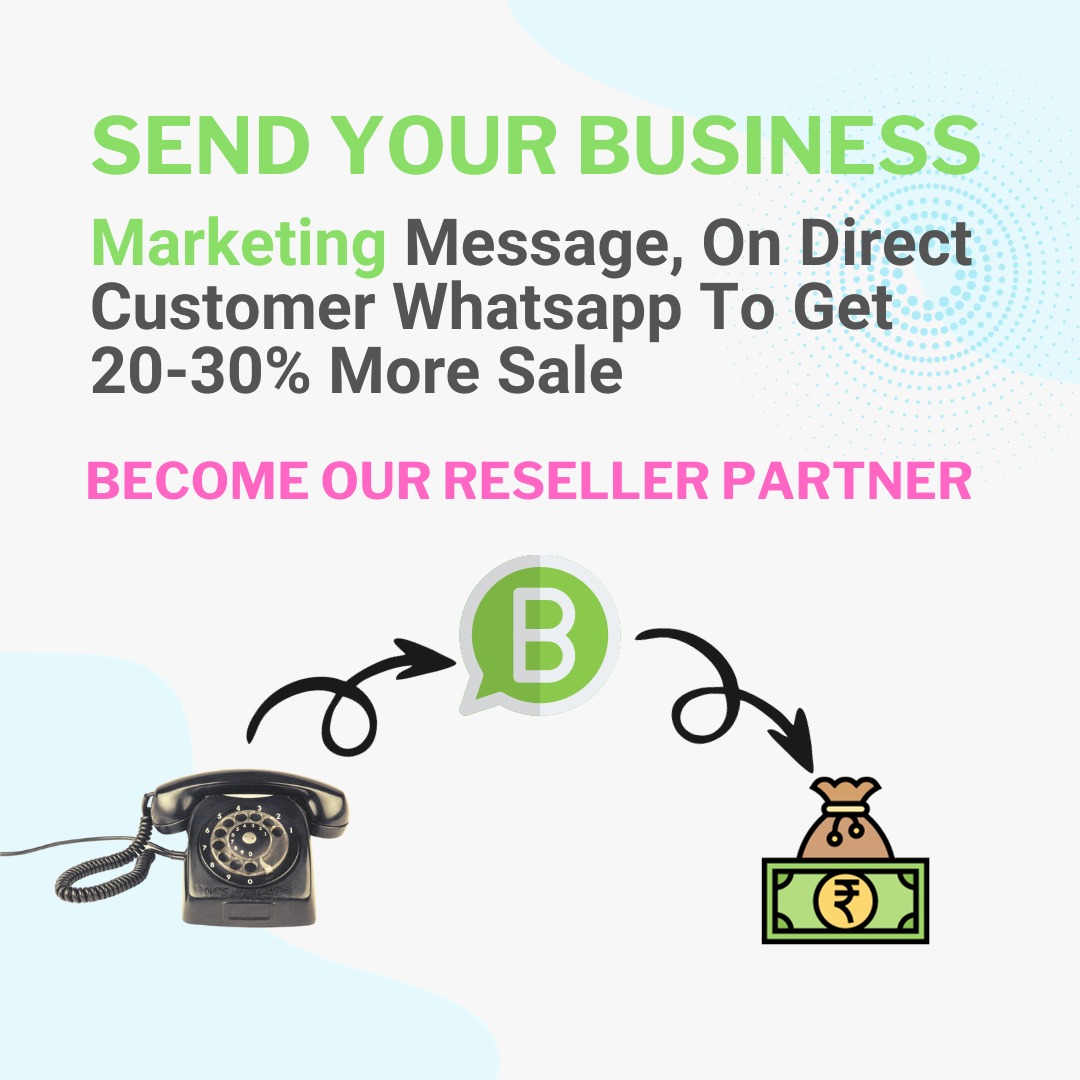 SEND YOUR BUSINESS
Marketing Message, On Direct
Customer Whatsapp To Get
20-30% More Sale
BECOME OUR RESELLER PARTNER
B
₹